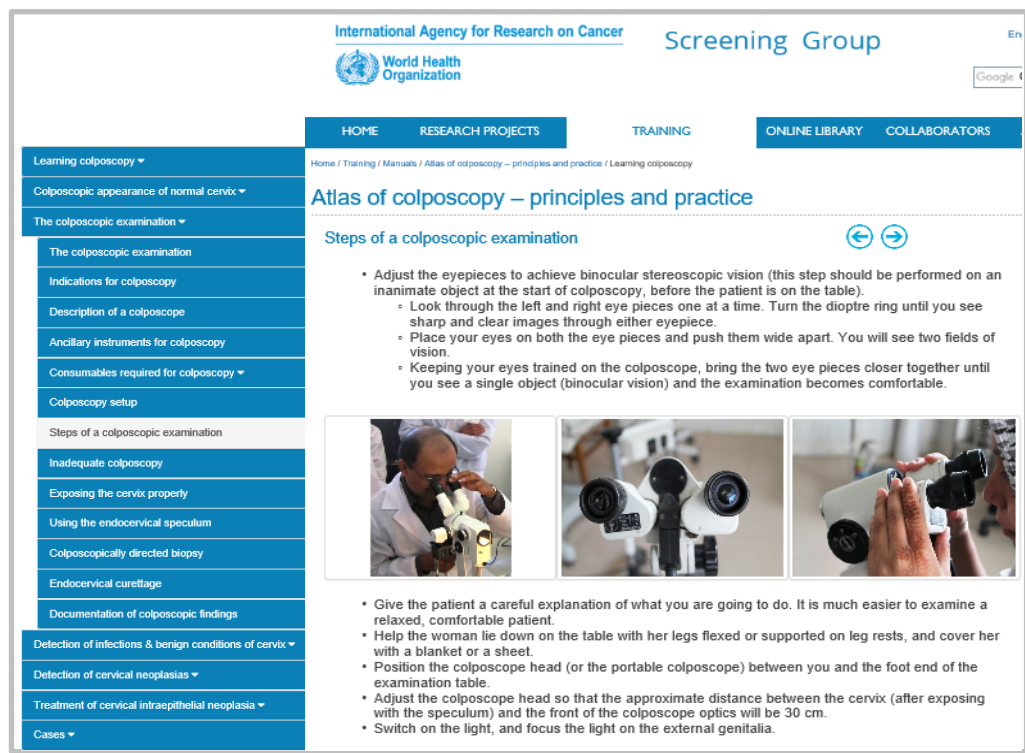 International Agency for Research on Cancer
World Health
Organization
Screening Group
En
Google
HOME RESEARCH PROJECTS TRAINING ONLINE LIBRARY COLLABORATORS
Home / Training / Manuals / Atlas of colposcopy – principles and practice / Learning colposcopy
Learning colposcopy
Colposcopic appearance of normal cervix
The colposcopic examination
The colposcopic examination
Indications for colposcopy
Description of a colposcope
Ancillary instruments for colposcopy
Consumables required for colposcopy
Colposcopy setup
Steps of a colposcopic examination
Inadequate colposcopy
Exposing the cervix properly
Using the endocervical speculum
Colposcopically directed biopsy
Endocervical curettage
Documentation of colposcopic findings
Detection of infections & benign conditions of cervix
Detection of cervical neoplasias
Treatment of cervical intraepithelial neoplasia
Cases
Atlas of colposcopy – principles and practice
Steps of a colposcopic examination
• Adjust the eyepieces to achieve binocular stereoscopic vision (this step should be performed on an
inanimate object at the start of colposcopy, before the patient is on the table).
◦ Look through the left and right eye pieces one at a time. Turn the dioptre ring until you see
sharp and clear images through either eyepiece.
◦ Place your eyes on both the eye pieces and push them wide apart. You will see two fields of
vision.
◦ Keeping your eyes trained on the colposcope, bring the two eye pieces closer together until
you see a single object (binocular vision) and the examination becomes comfortable.
• Give the patient a careful explanation of what you are going to do. It is much easier to examine a
relaxed, comfortable patient.
• Help the woman lie down on the table with her legs flexed or supported on leg rests, and cover her
with a blanket or a sheet.
• Position the colposcope head (or the portable colposcope) between you and the foot end of the
examination table.
• Adjust the colposcope head so that the approximate distance between the cervix (after exposing
with the speculum) and the front of the colposcope optics will be 30 cm.
• Switch on the light, and focus the light on the external genitalia.